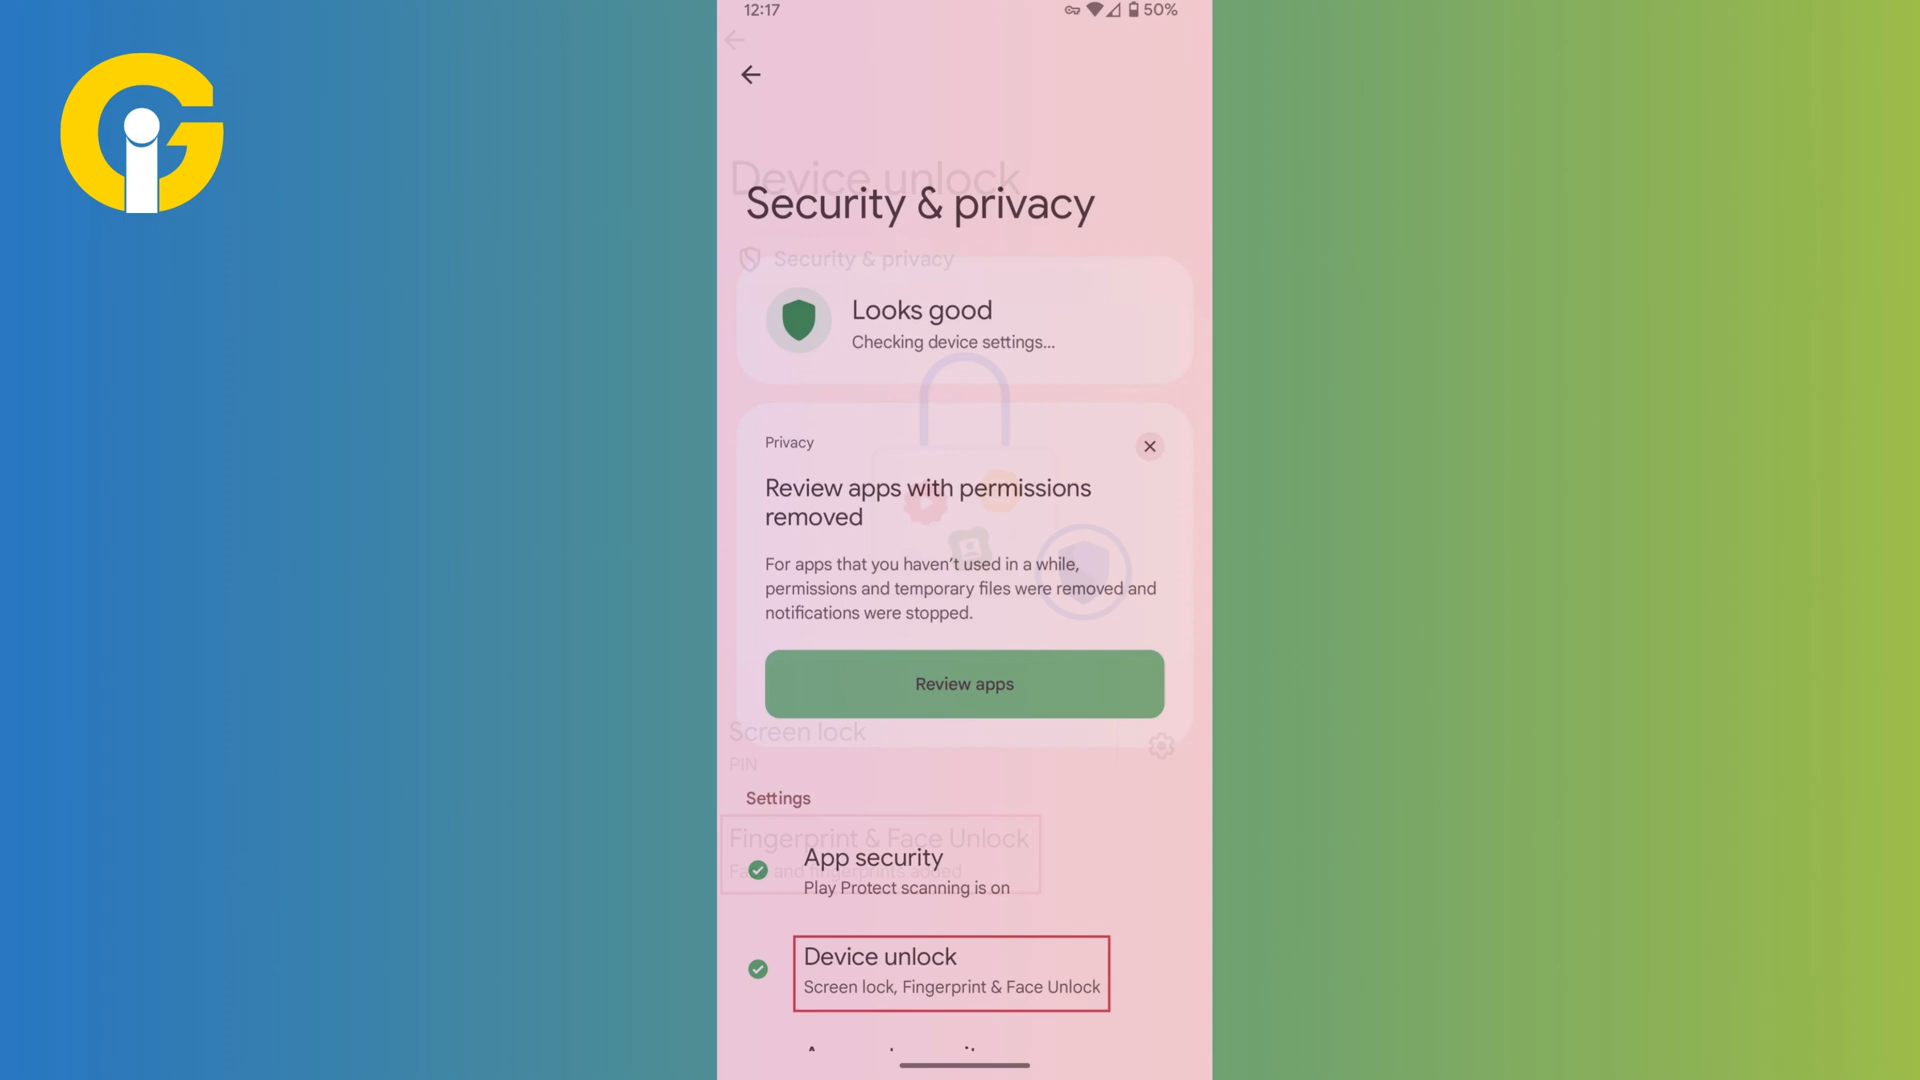 12:17
50%
Device unlock
Security & privacy
Security & privacy
Looks good
Checking device settings...
Privacy
Review apps with permissions
removed
For apps that you haven't used in a while,
permissions and temporary files were removed and
notifications were stopped.
Review apps
Screen lock
PIN
Settings
Fingerprint & Face Unlock
App security
and fingerprints added
Play Protect scanning is on
Device unlock
Screen lock, Fingerprint & Face Unlock